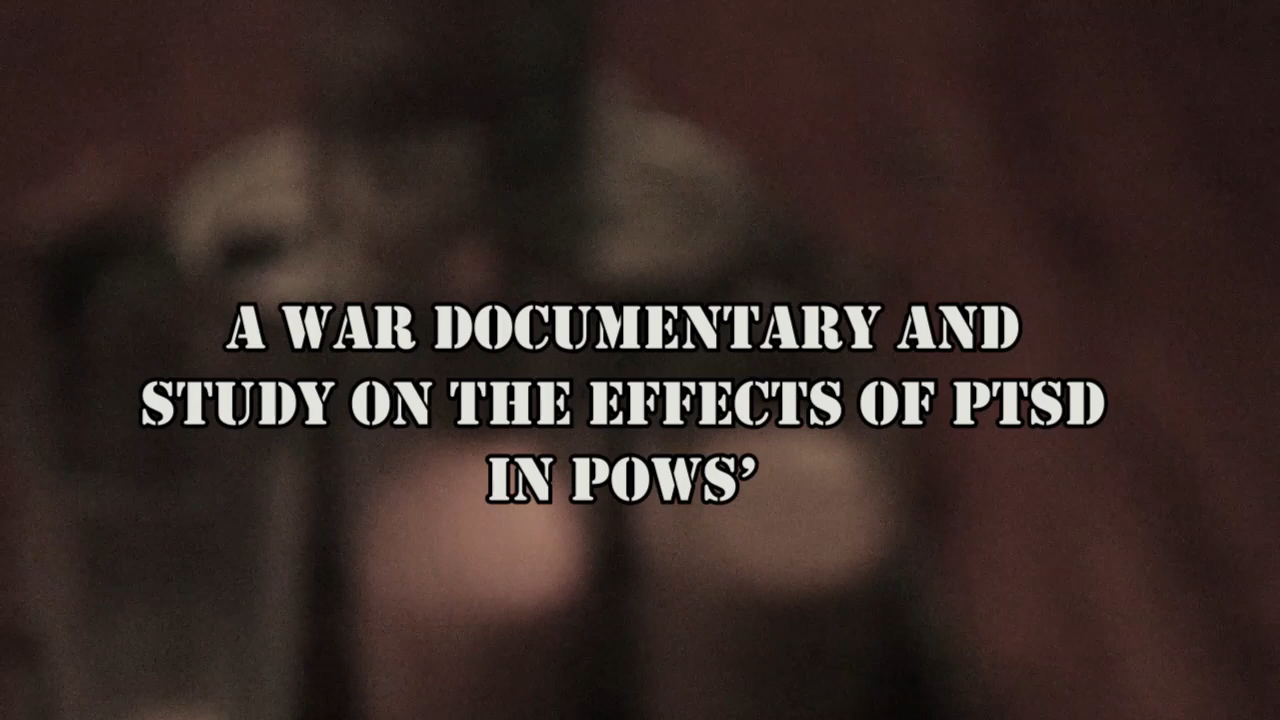 A WAR DOCUMENTARY AND
STUDY ON THE EFFECTS OF PTSD
IN POWS’